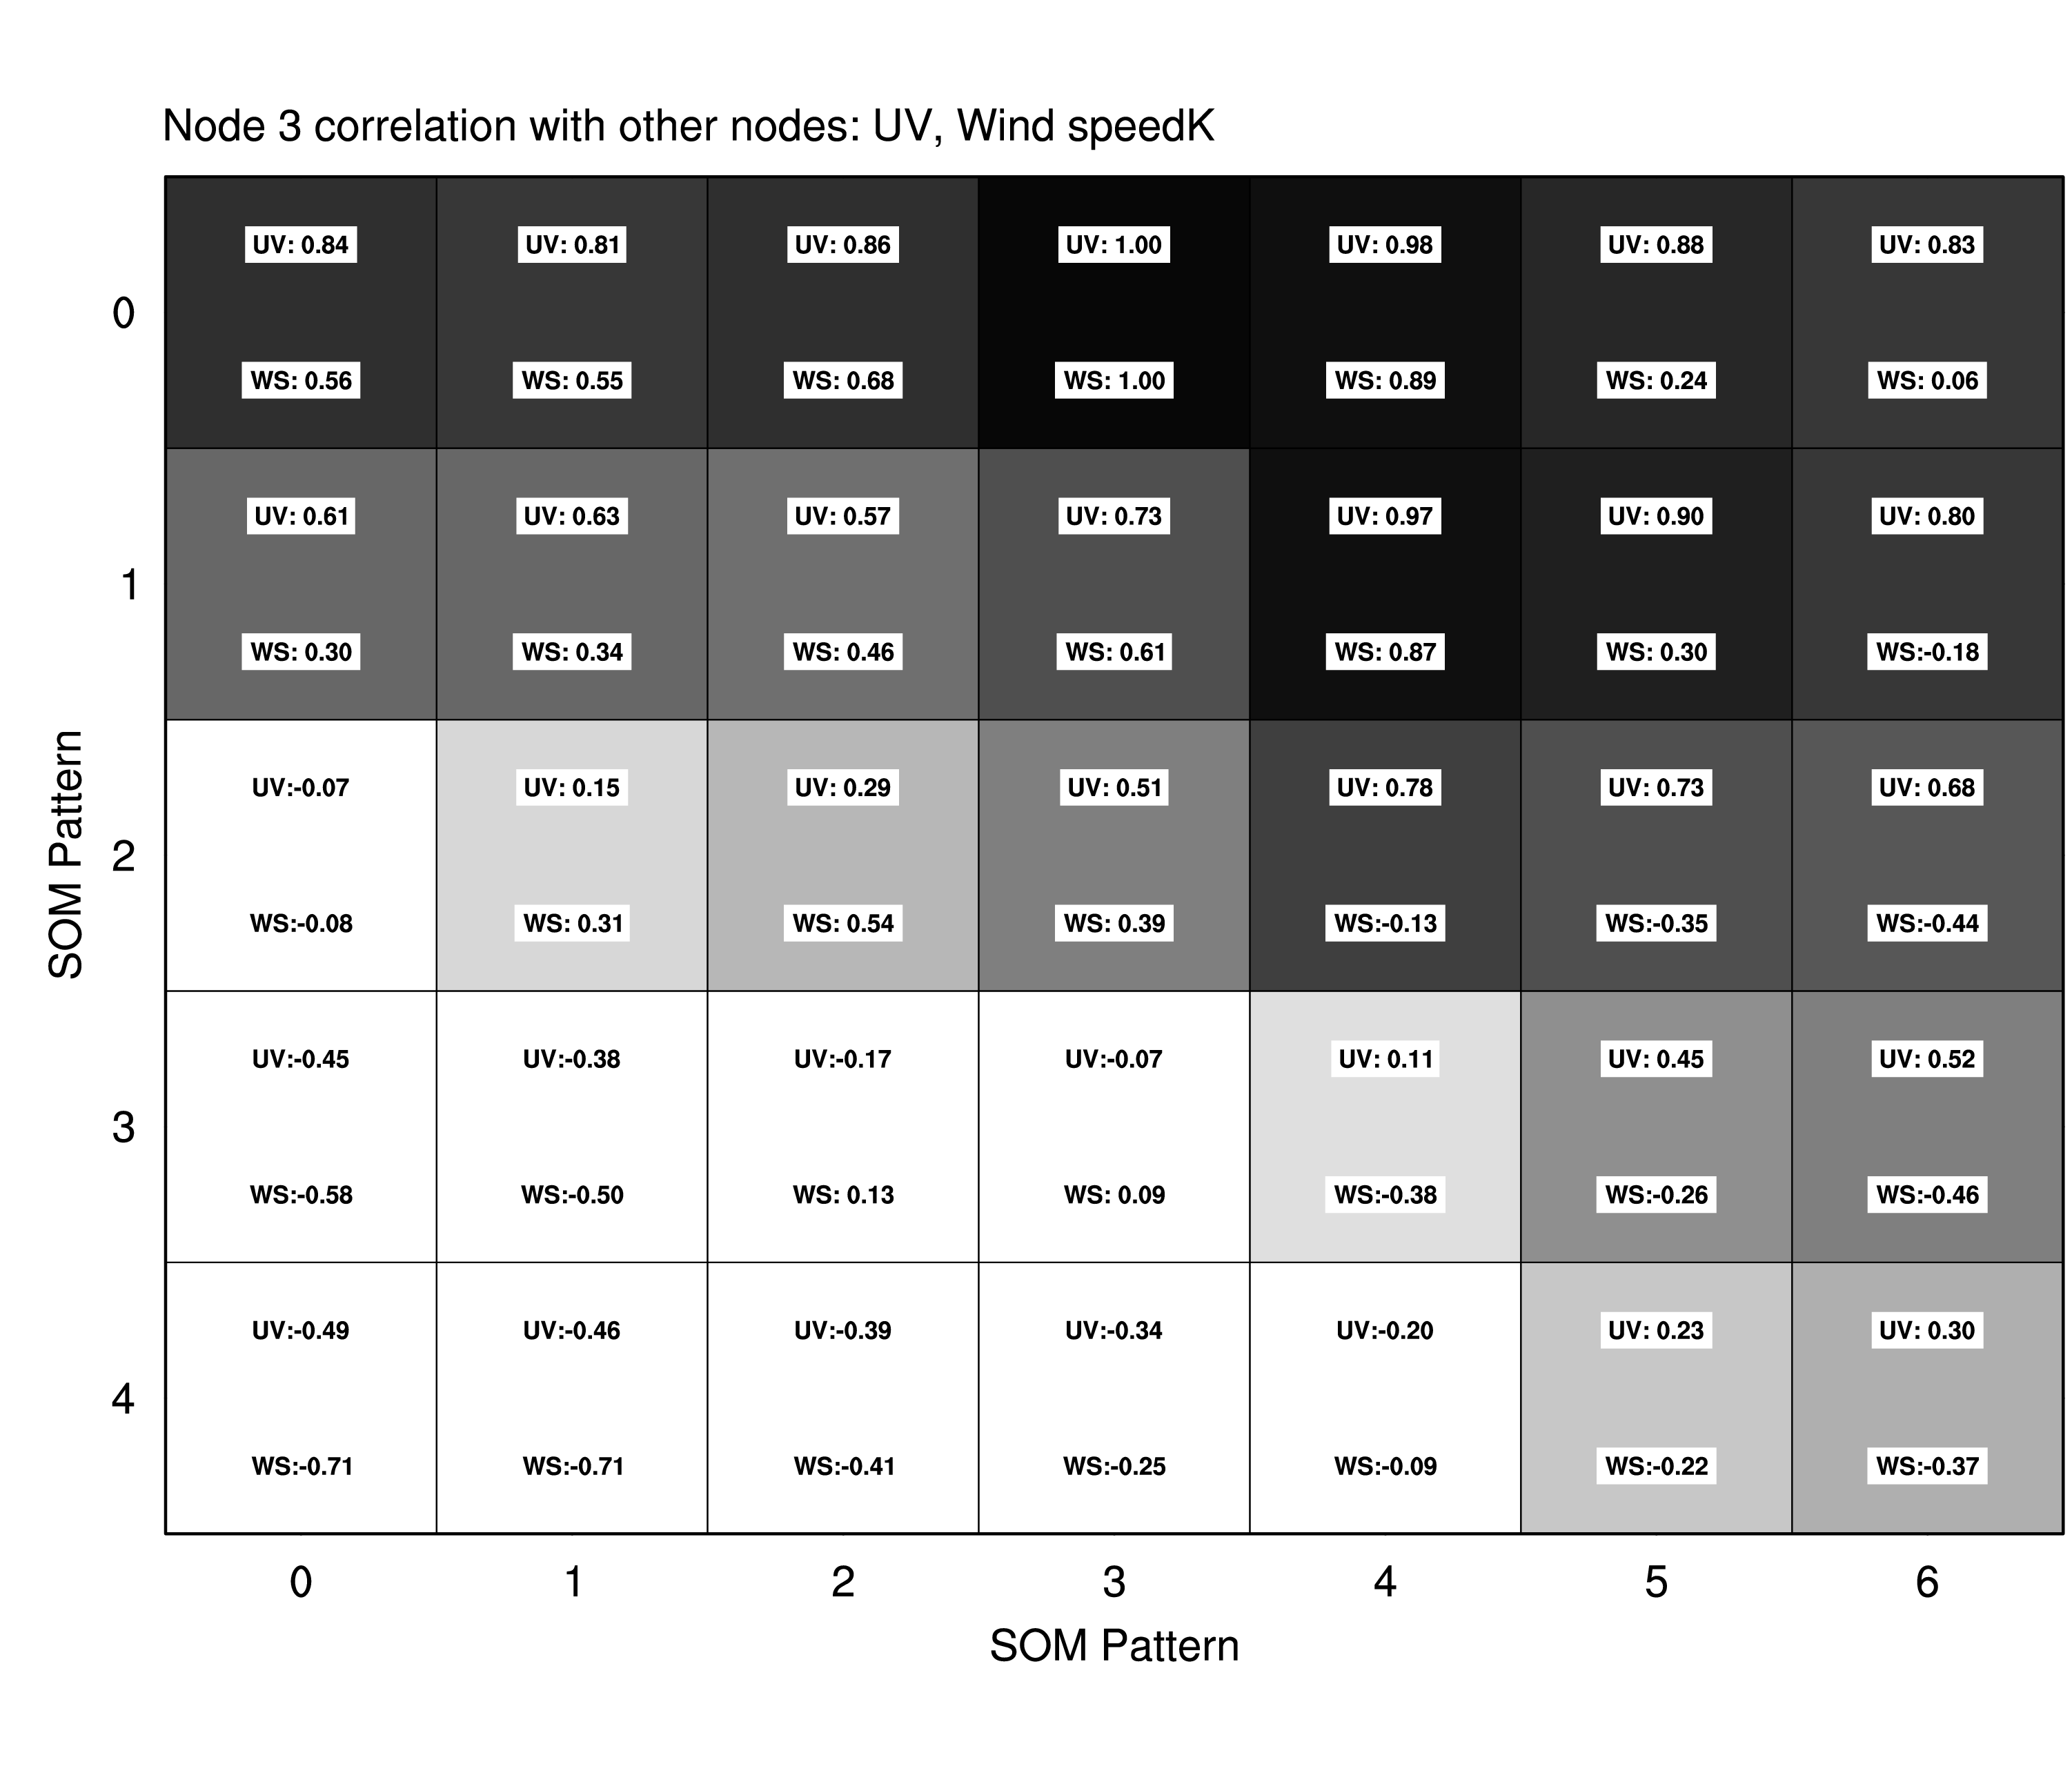 Node 3 correlation with other nodes: UV, Wind speedK
UV: 0.84 UV: 0.81 UV: 0.86 UV: 1.00 UV: 0.98 UV: 0.88 UV: 0.83
0
WS: 0.56 WS: 0.55 WS: 0.68 WS: 1.00 WS: 0.89 WS: 0.24 WS: 0.06
UV: 0.61 UV: 0.63 UV: 0.57 UV: 0.73 UV: 0.97 UV: 0.90 UV: 0.80
1
WS: 0.30 WS: 0.34 WS: 0.46 WS: 0.61 WS: 0.87 WS: 0.30 WS:-0.18
SOM Pattern
UV:-0.07 UV: 0.15 UV: 0.29 UV: 0.51 UV: 0.78 UV: 0.73 UV: 0.68
2
WS:-0.08 WS: 0.31 WS: 0.54 WS: 0.39 WS:-0.13 WS:-0.35 WS:-0.44
UV:-0.45 UV:-0.38 UV:-0.17 UV:-0.07 UV: 0.11 UV: 0.45 UV: 0.52
3
WS:-0.58 WS:-0.50 WS: 0.13 WS: 0.09 WS:-0.38 WS:-0.26 WS:-0.46
UV:-0.49 UV:-0.46 UV:-0.39 UV:-0.34 UV:-0.20 UV: 0.23 UV: 0.30
4
WS:-0.71 WS:-0.71 WS:-0.41 WS:-0.25 WS:-0.09 WS:-0.22 WS:-0.37
0 1 2 3 4 5 6
SOM Pattern